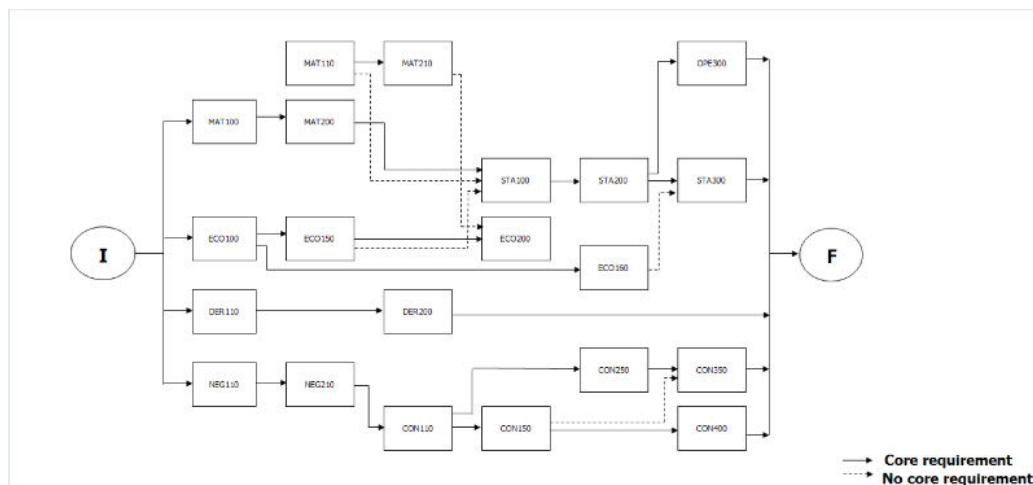 MAT110
MAT210
OPE300
MAT100
MAT200
STA100
STA200
STA300
ECO100
ECO150
ECO200
I
ECO160
F
DER110
DER200
NEG110
NEG210
CON250
CON350
CON110
CON150
CON400
Core requirement
No core requirement